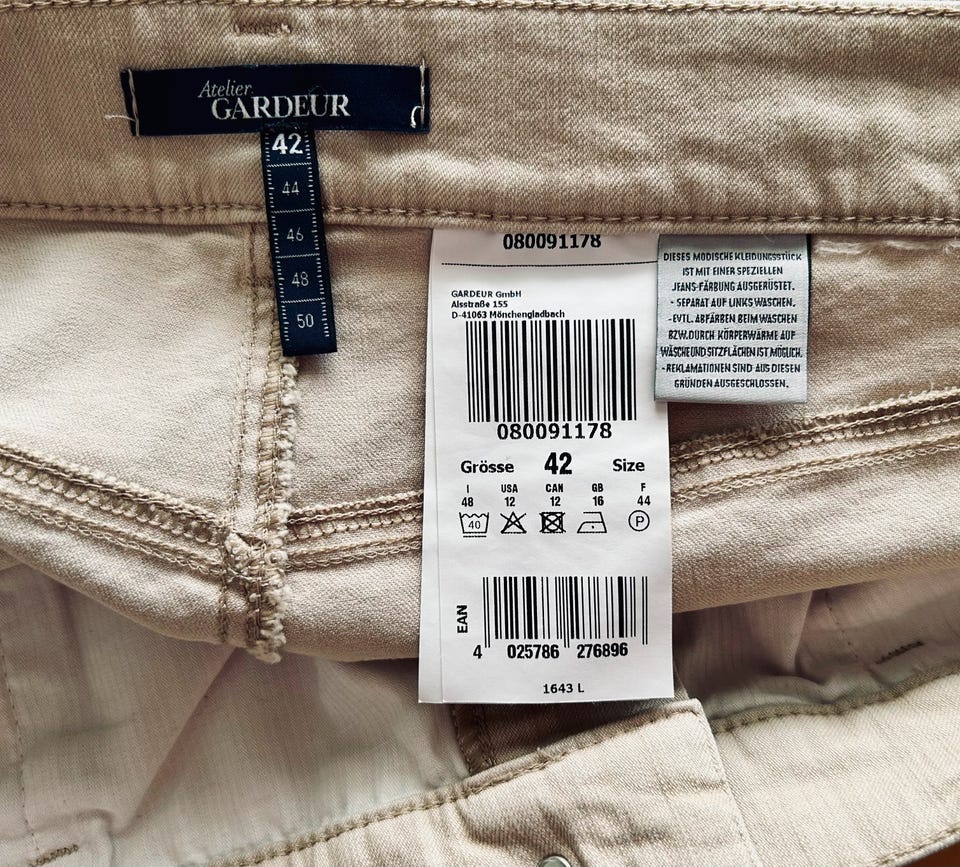 Atelier
GARDEUR
42
44
46
48
50
080091178
GARDEUR GmbH
Alsstraße 155
D-41063 Mönchengladbach
080091178
Grösse 42 Size
I USA CAN GB F
48 12 12 16 44
40 P
EAN
4 025786 276896
1643 L
DIESES MODISCHE KLEIDUNGSSTÜCK
IST MIT EINER SPEZIELLEN
JEANS-FÄRBUNG AUSGERÜSTET.
- SEPARAT AUF LINKS WASCHEN.
-EVTL. ABFÄRBEN BEIM WASCHEN
BZW.DURCH KÖRPERWÄRME AUF
WÄSCHE UND SITZFLÄCHEN IST MÖGLICH.
-REKLAMATIONEN SIND AUS DIESEN
GRÜNDEN AUSGESCHLOSSEN.